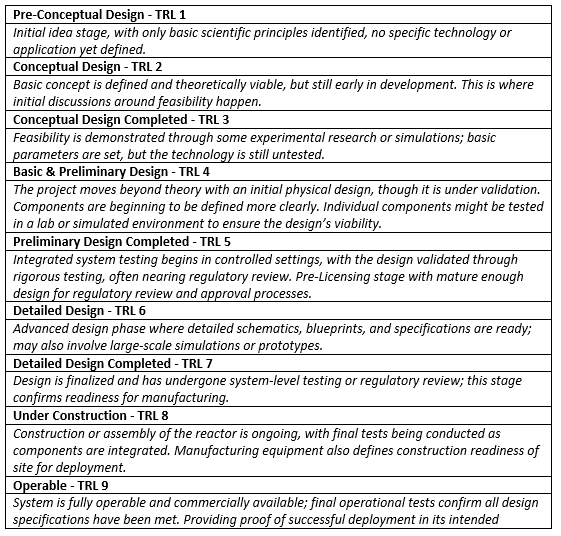 Pre-Conceptual Design - TRL 1
Initial idea stage, with only basic scientific principles identified, no specific technology or
application yet defined.
Conceptual Design - TRL 2
Basic concept is defined and theoretically viable, but still early in development. This is where
initial discussions around feasibility happen.
Conceptual Design Completed - TRL 3
Feasibility is demonstrated through some experimental research or simulations; basic
parameters are set, but the technology is still untested.
Basic & Preliminary Design - TRL 4
The project moves beyond theory with an initial physical design, though it is under validation.
Components are beginning to be defined more clearly. Individual components might be tested
in a lab or simulated environment to ensure the design's viability.
Preliminary Design Completed - TRL 5
Integrated system testing begins in controlled settings, with the design validated through
rigorous testing, often nearing regulatory review. Pre-Licensing stage with mature enough
design for regulatory review and approval processes.
Detailed Design - TRL 6
Advanced design phase where detailed schematics, blueprints, and specifications are ready;
may also involve large-scale simulations or prototypes.
Detailed Design Completed - TRL 7
Design is finalized and has undergone system-level testing or regulatory review; this stage
confirms readiness for manufacturing.
Under Construction - TRL 8
Construction or assembly of the reactor is ongoing, with final tests being conducted as
components are integrated. Manufacturing equipment also defines construction readiness of
site for deployment.
Operable - TRL 9
System is fully operable and commercially available; final operational tests confirm all design
specifications have been met. Providing proof of successful deployment in its intended